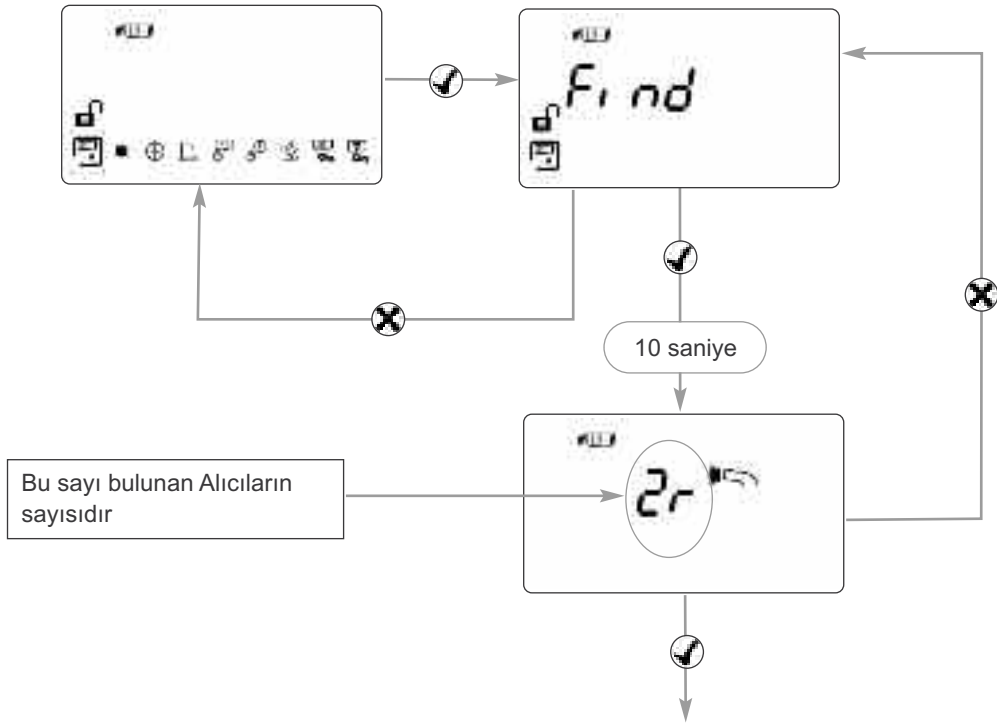 Find
10 saniye
2r
Bu sayı bulunan Alıcıların
sayısıdır